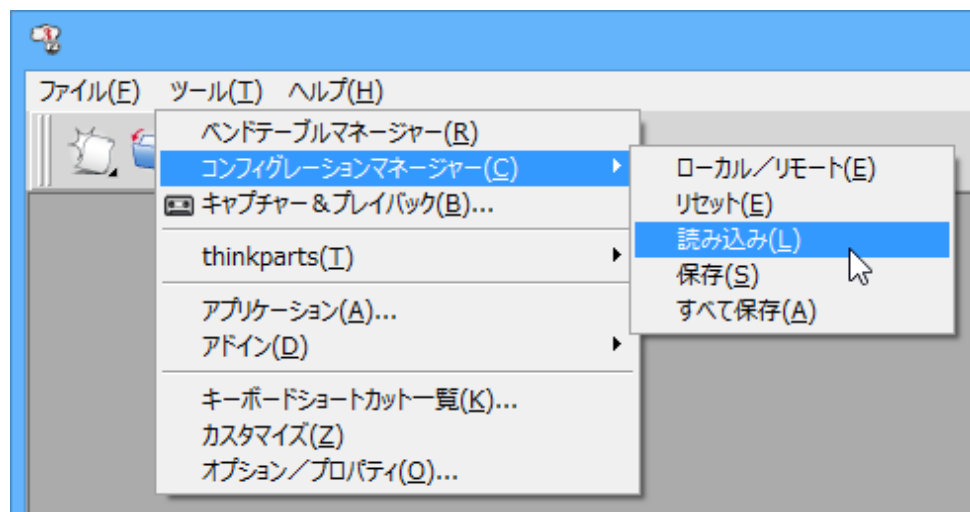 ファイル(F) ツール(T) ヘルプ(H)
ベンドテーブルマネージャー(R)
コンフィグレーションマネージャー(C)
キャプチャー＆プレイバック(B)...
thinkparts(T)
アプリケーション(A)...
アドイン(D)
キーボードショートカット一覧(K)...
カスタマイズ(Z)
オプション／プロパティ(O)...
ローカル／リモート(E)
リセット(E)
読み込み(L)
保存(S)
すべて保存(A)